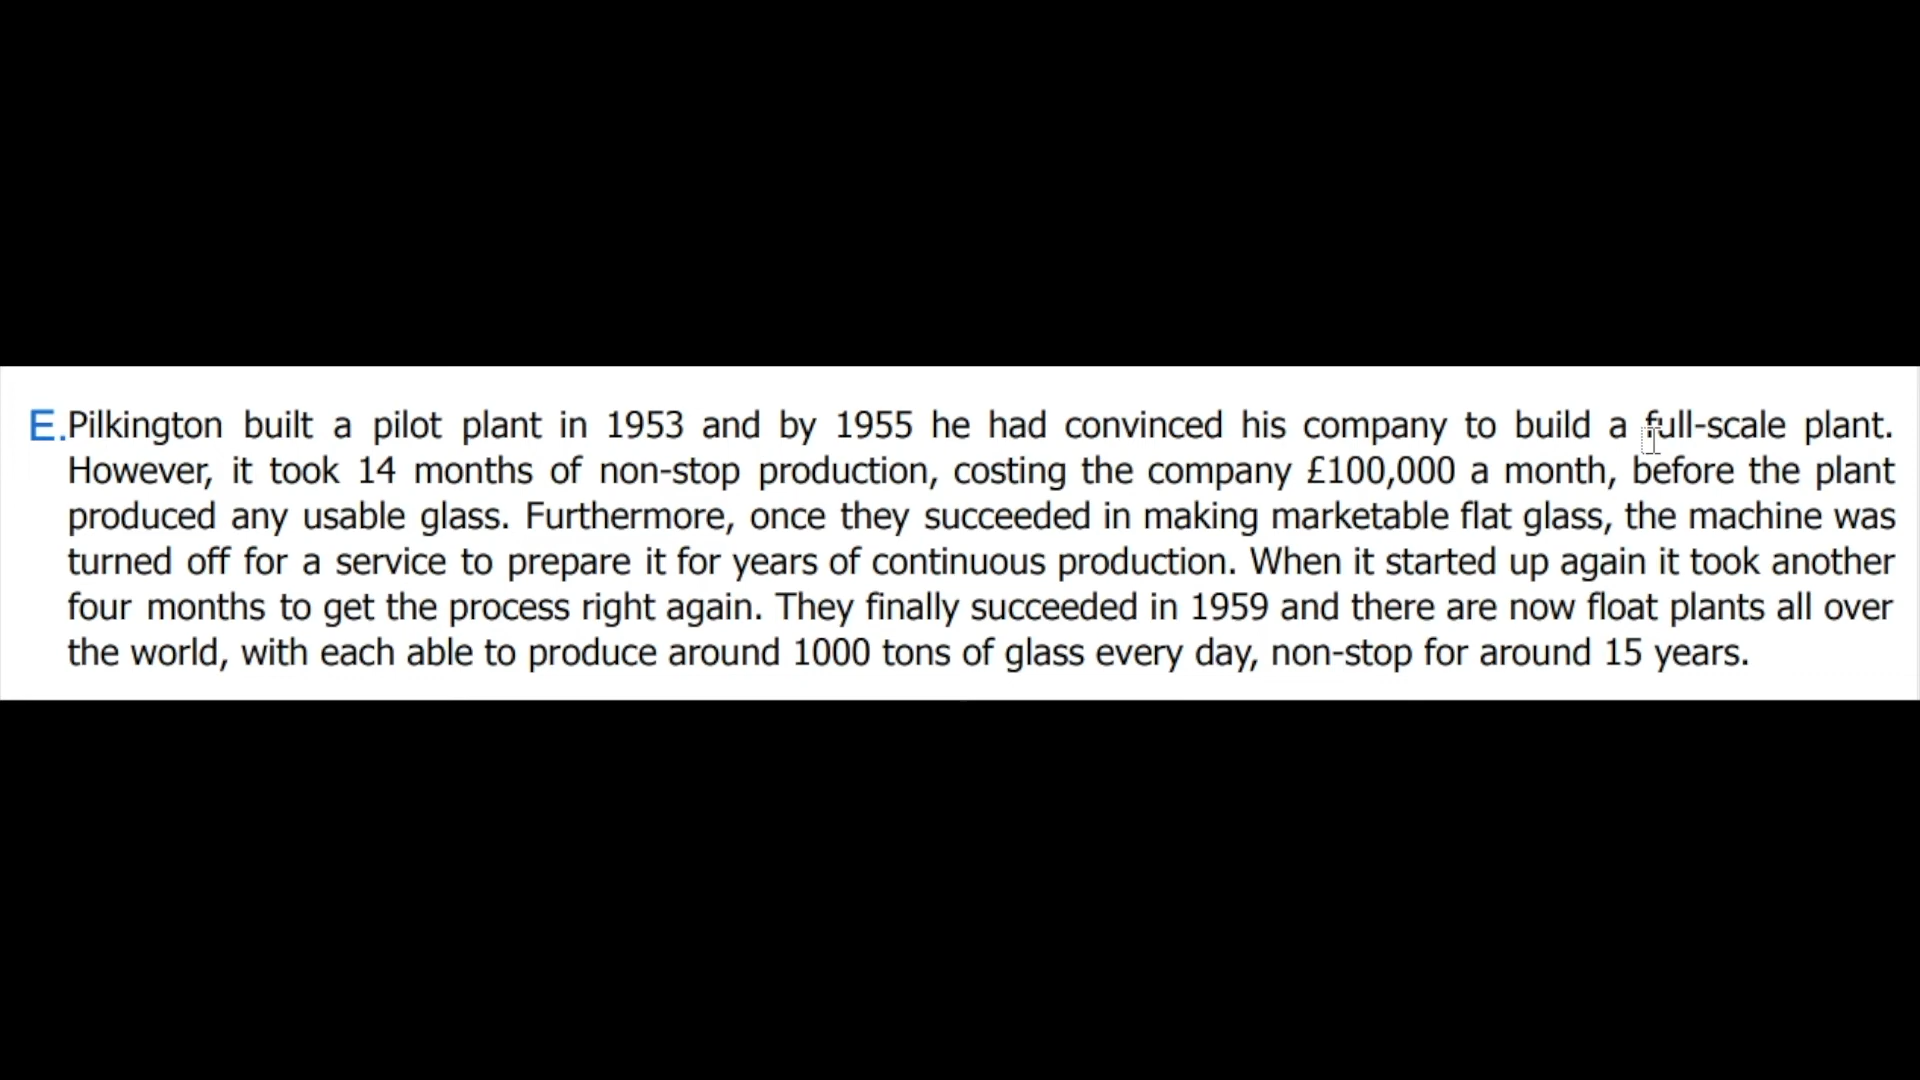 E.Pilkington built a pilot plant in 1953 and by 1955 he had convinced his company to build a full-scale plant.
However, it took 14 months of non-stop production, costing the company £100,000 a month, before the plant
produced any usable glass. Furthermore, once they succeeded in making marketable flat glass, the machine was
turned off for a service to prepare it for years of continuous production. When it started up again it took another
four months to get the process right again. They finally succeeded in 1959 and there are now float plants all over
the world, with each able to produce around 1000 tons of glass every day, non-stop for around 15 years.